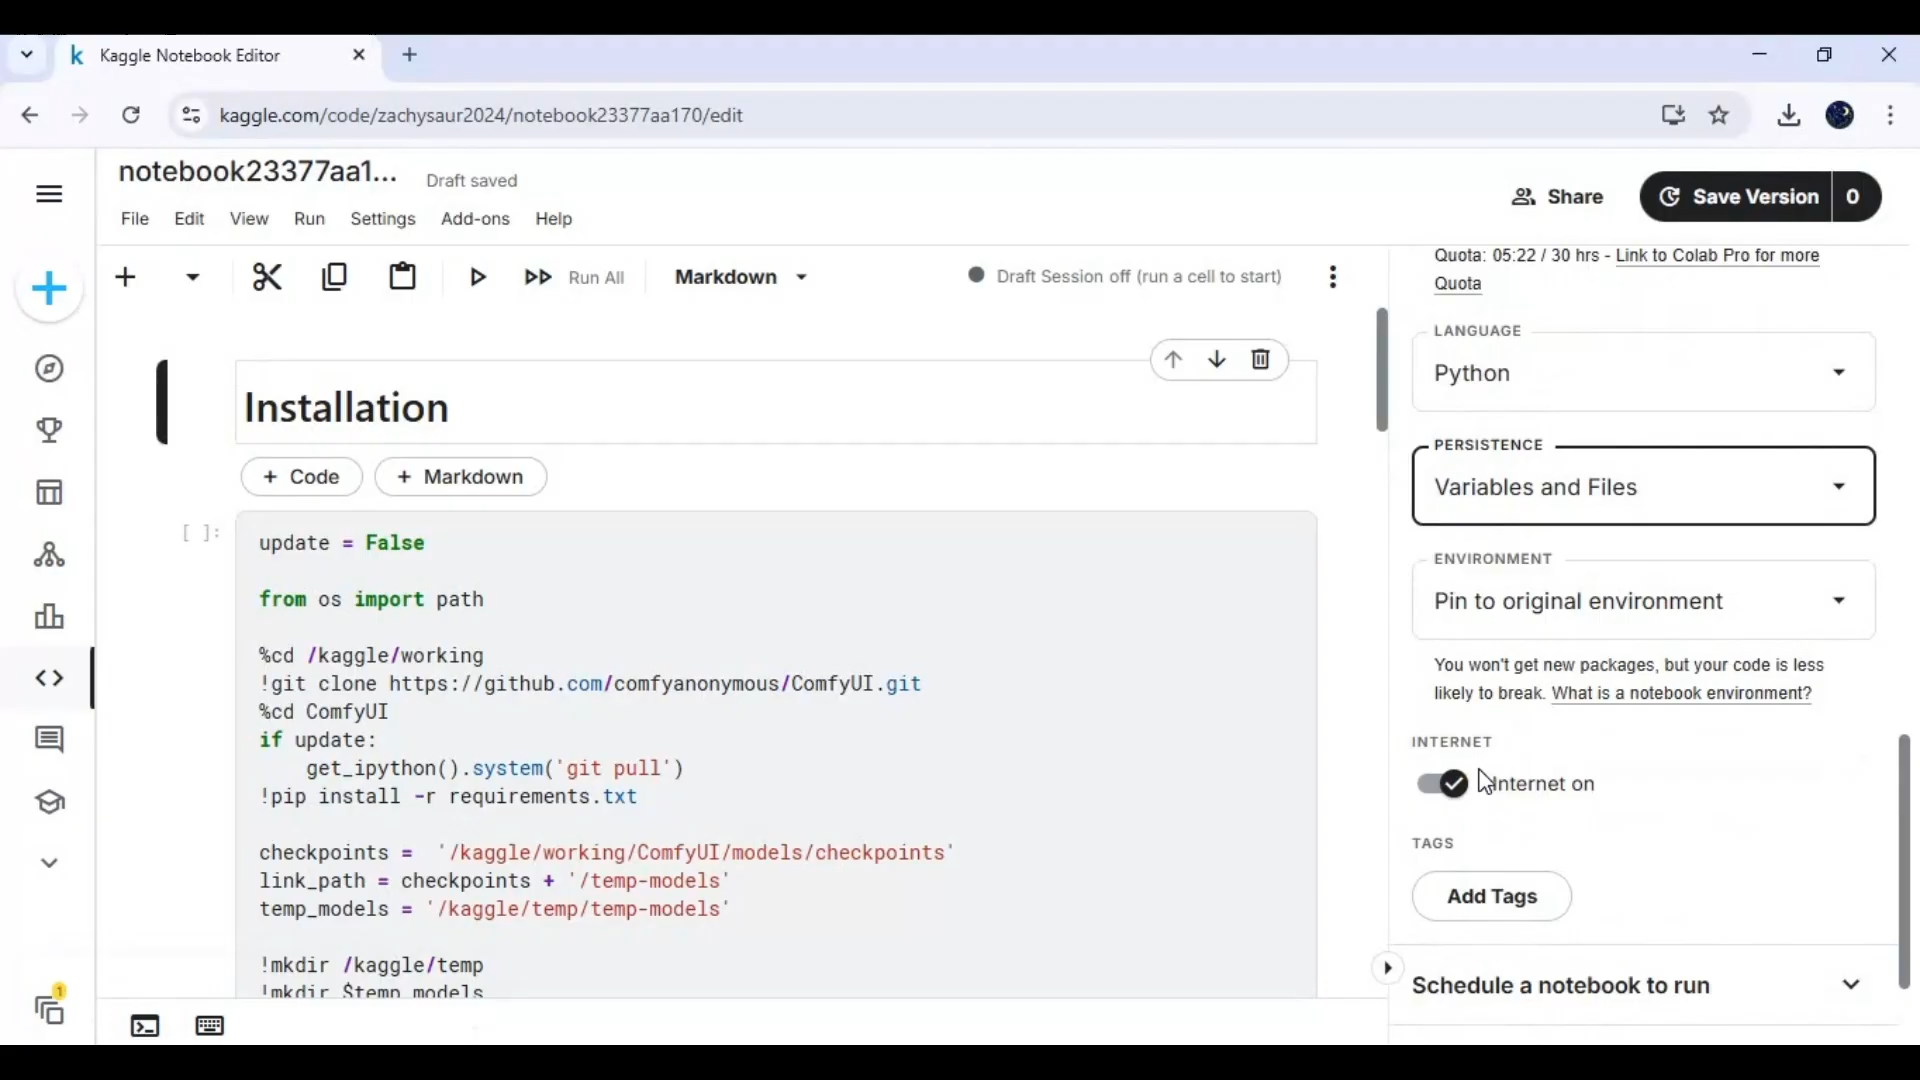 Kaggle Notebook Editor
kaggle.com/code/zachysaur2024/notebook23377aa170/edit
notebook23377aa1...
Draft saved
File Edit View Run Settings Add-ons Help
Share
Save Version 0
Run All
Markdown
Draft Session off (run a cell to start)
Installation
+ Code
+ Markdown
[ ]:
update = False
from os import path
%cd /kaggle/working
!git clone https://github.com/comfyanonymous/ComfyUI.git
%cd ComfyUI
if update:
    get_ipython().system('git pull')
!pip install -r requirements.txt
checkpoints =  '/kaggle/working/ComfyUI/models/checkpoints'
link_path = checkpoints + '/temp-models'
temp_models = '/kaggle/temp/temp-models'
!mkdir /kaggle/temp
!mkdir $temp_models
Quota: 05:22 / 30 hrs - Link to Colab Pro for more
Quota
LANGUAGE
Python
PERSISTENCE
Variables and Files
ENVIRONMENT
Pin to original environment
You won't get new packages, but your code is less
likely to break. What is a notebook environment?
INTERNET
Internet on
TAGS
Add Tags
Schedule a notebook to run
1